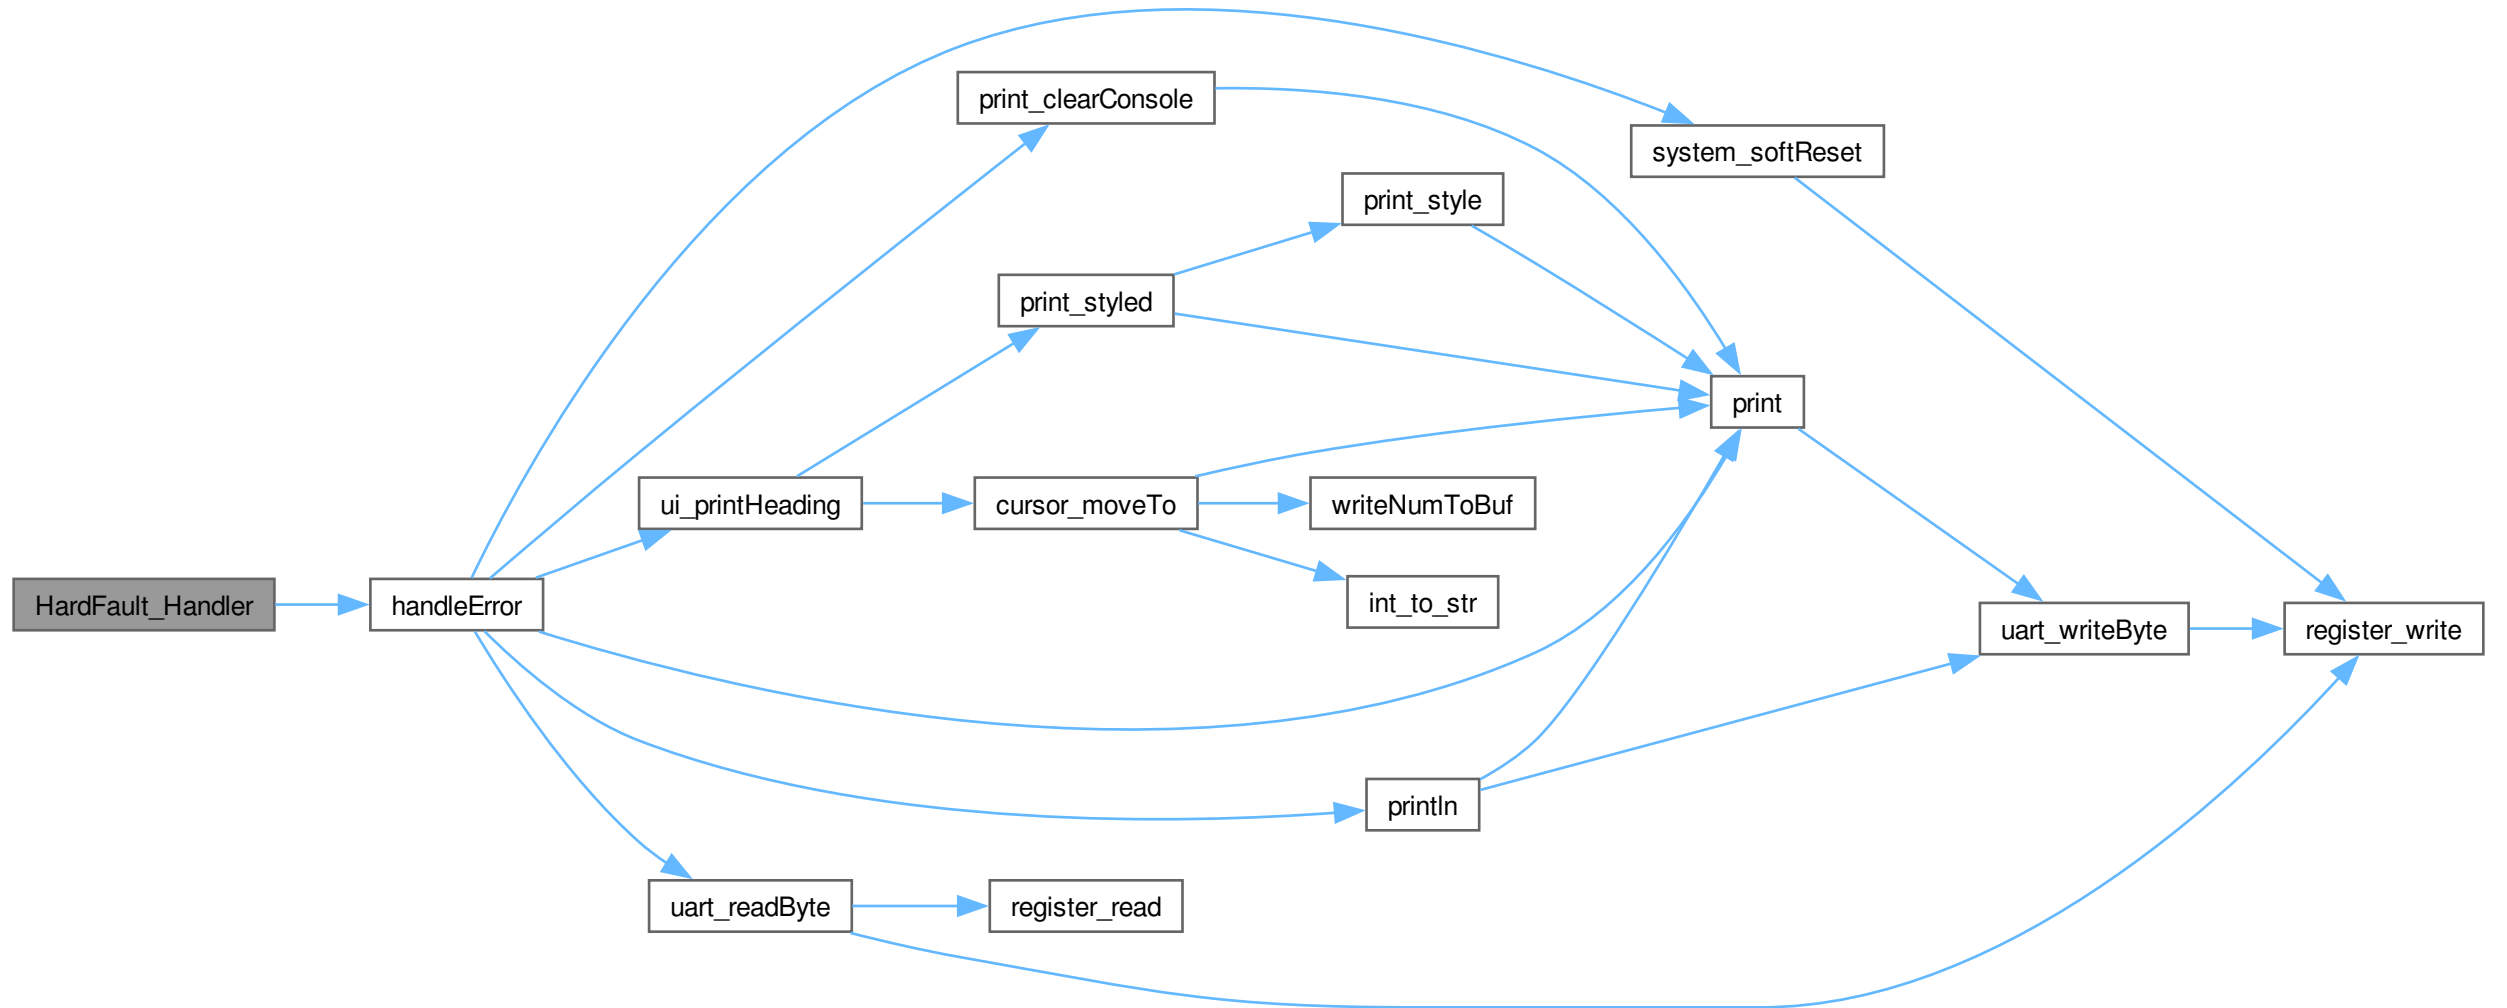 print_clearConsole
system_softReset
print_style
print_styled
print
ui_printHeading
cursor_moveTo
writeNumToBuf
HardFault_Handler
handleError
int_to_str
uart_writeByte
register_write
println
uart_readByte
register_read